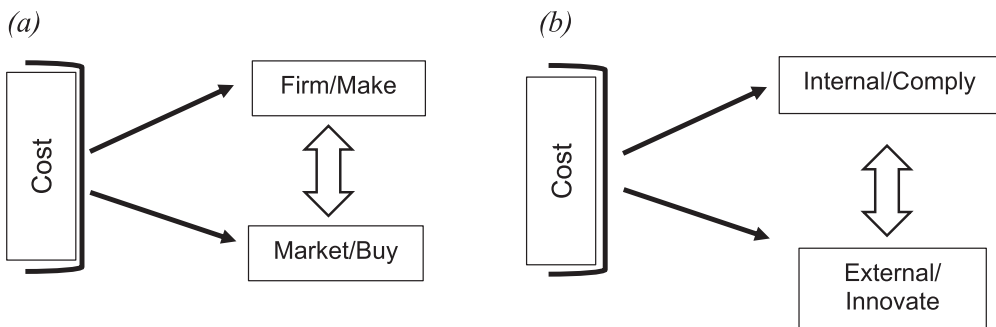 (a)
Cost
Firm/Make
Market/Buy
(b)
Cost
Internal/Comply
External/
Innovate